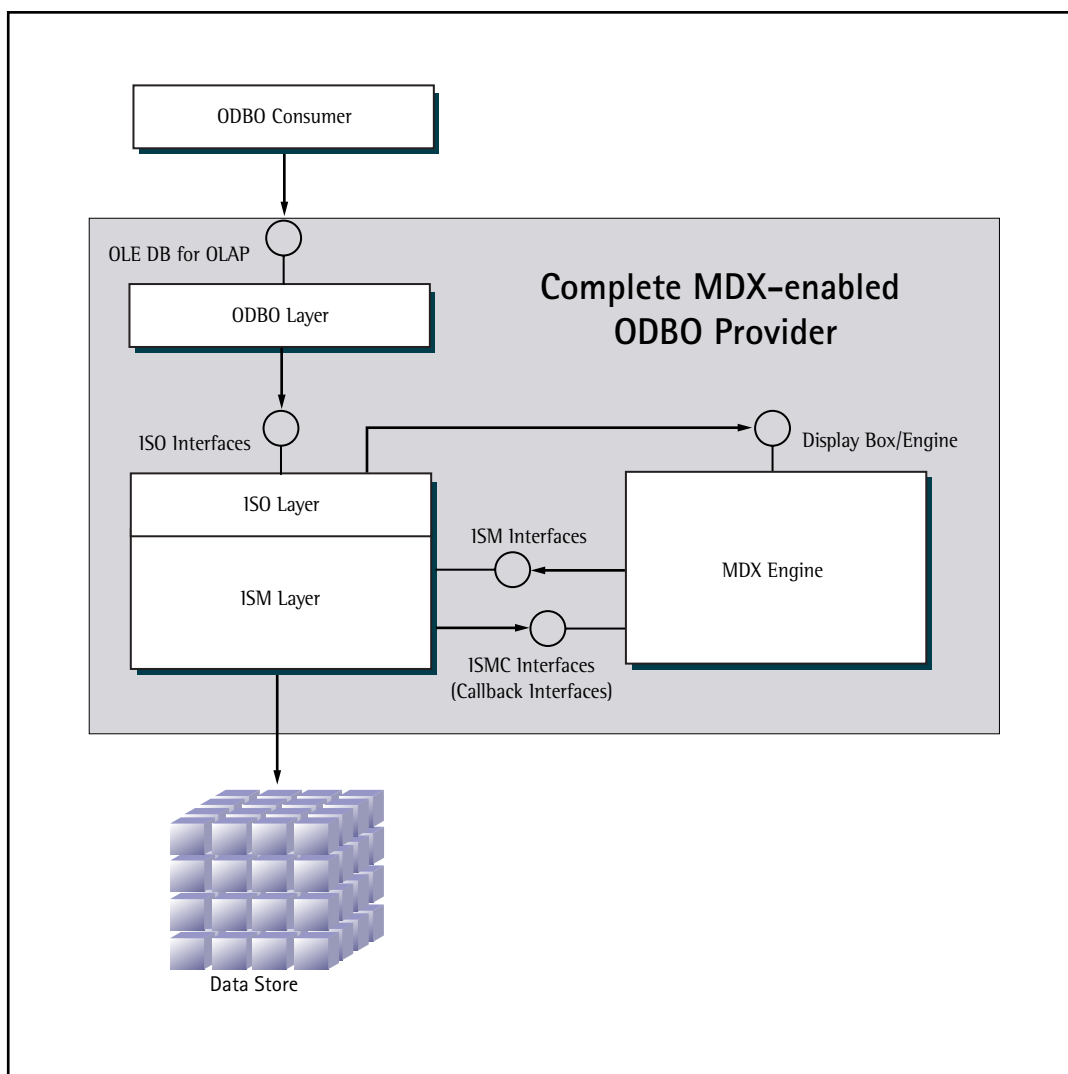 ODBO Consumer
OLE DB for OLAP
Complete MDX-enabled
ODBO Provider
ODBO Layer
ISO Interfaces
Display Box/Engine
ISO Layer
ISM Interfaces
MDX Engine
ISM Layer
ISMC Interfaces
(Callback Interfaces)
Data Store